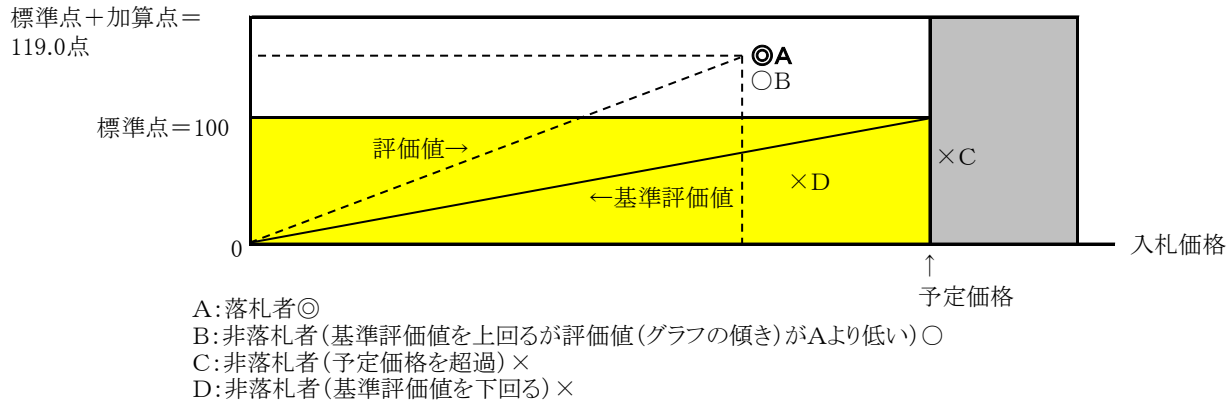 標準点＋加算点＝
119.0点
◎A
○B
標準点＝100
評価値→
×C
×D
←基準評価値
0
入札価格
↑
予定価格
A：落札者◎
B：非落札者（基準評価値を上回るが評価値（グラフの傾き）がAより低い）○
C：非落札者（予定価格を超過）×
D：非落札者（基準評価値を下回る）×